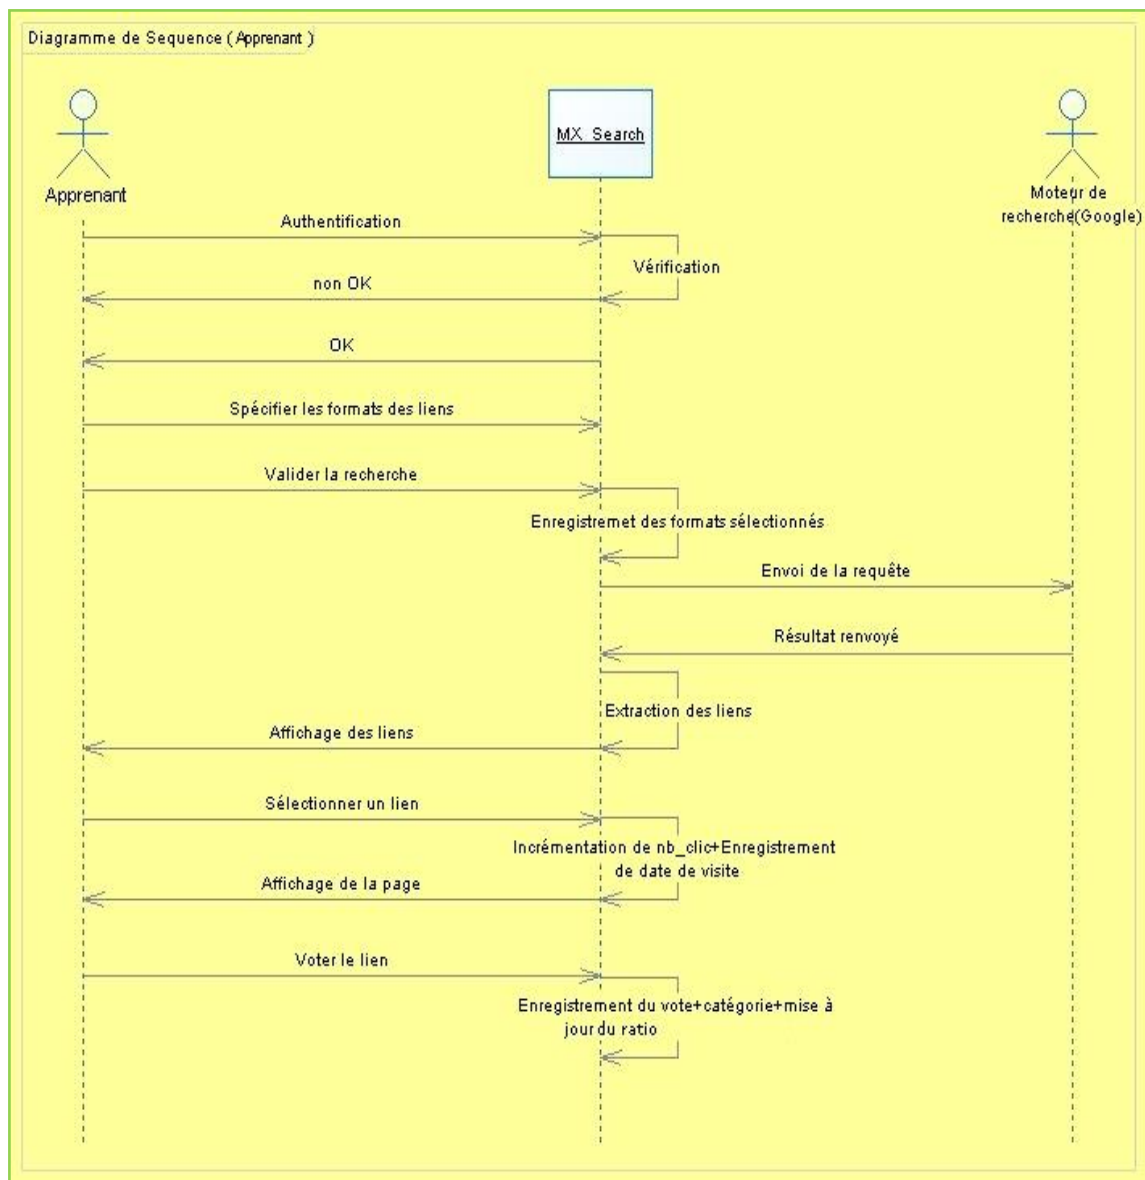 Diagramme de Sequence ( Apprenant )
MX_Search
Apprenant
Moteur de
recherche(Google)
Authentification
Vérification
non OK
OK
Spécifier les formats des liens
Valider la recherche
Enregistremet des formats sélectionnés
Envoi de la requête
Résultat renvoyé
Extraction des liens
Affichage des liens
Sélectionner un lien
Incrémentation de nb_clic+Enregistrement
de date de visite
Affichage de la page
Voter le lien
Enregistrement du vote+catégorie+mise à
jour du ratio